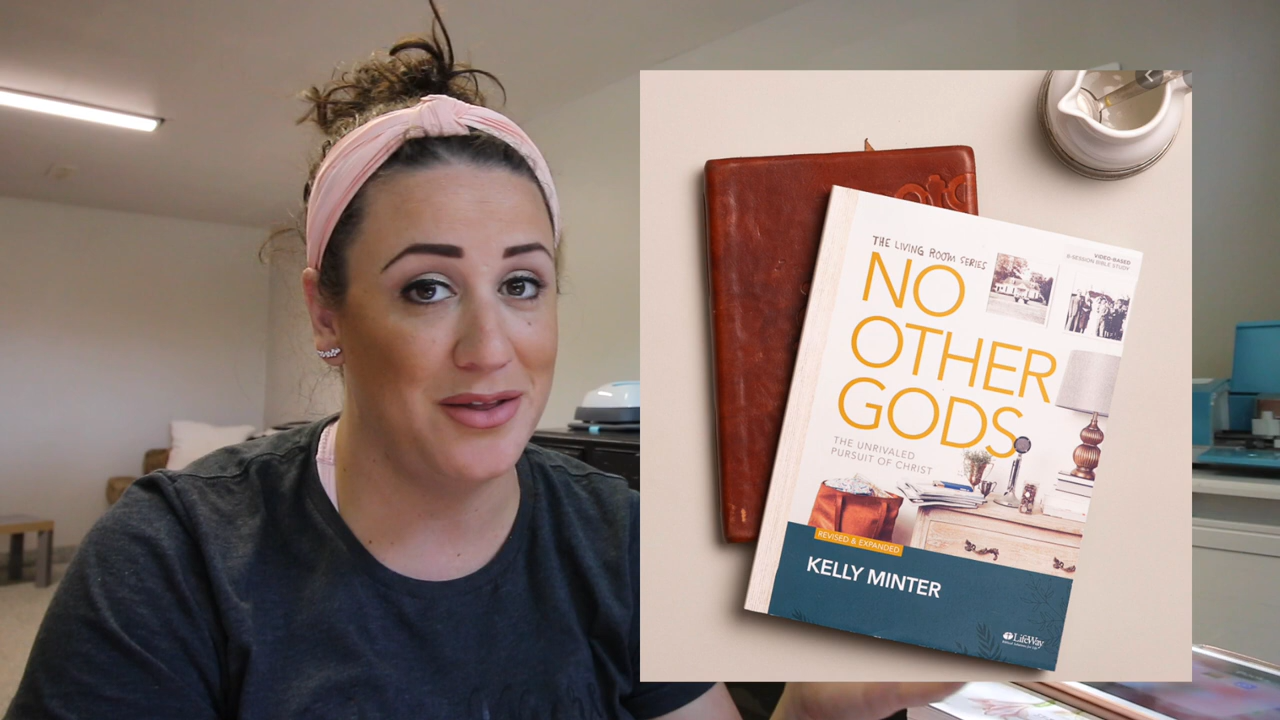 THE LIVING ROOM SERIES
VIDEO-BASED
8-SESSION BIBLE STUDY
NO
OTHER
GODS
THE UNRIVALED
PURSUIT OF CHRIST
REVISED & EXPANDED
KELLY MINTER
LifeWay